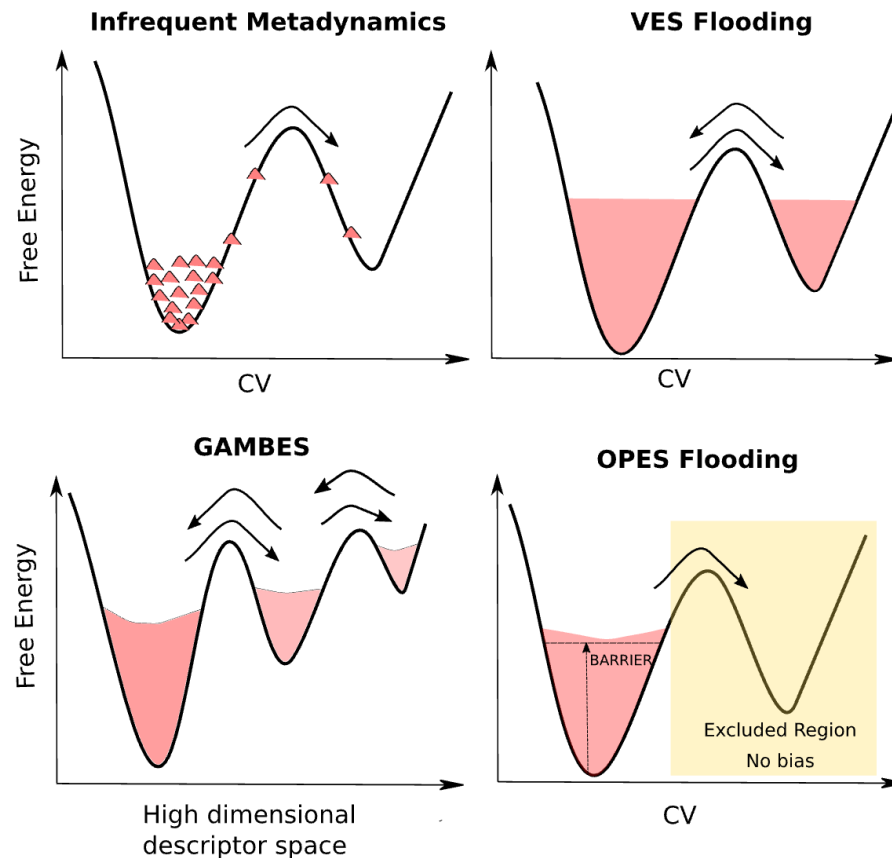 Infrequent Metadynamics
VES Flooding
Free Energy
CV
CV
GAMBES
OPES Flooding
Free Energy
BARRIER
Excluded Region
No bias
High dimensional
descriptor space
CV